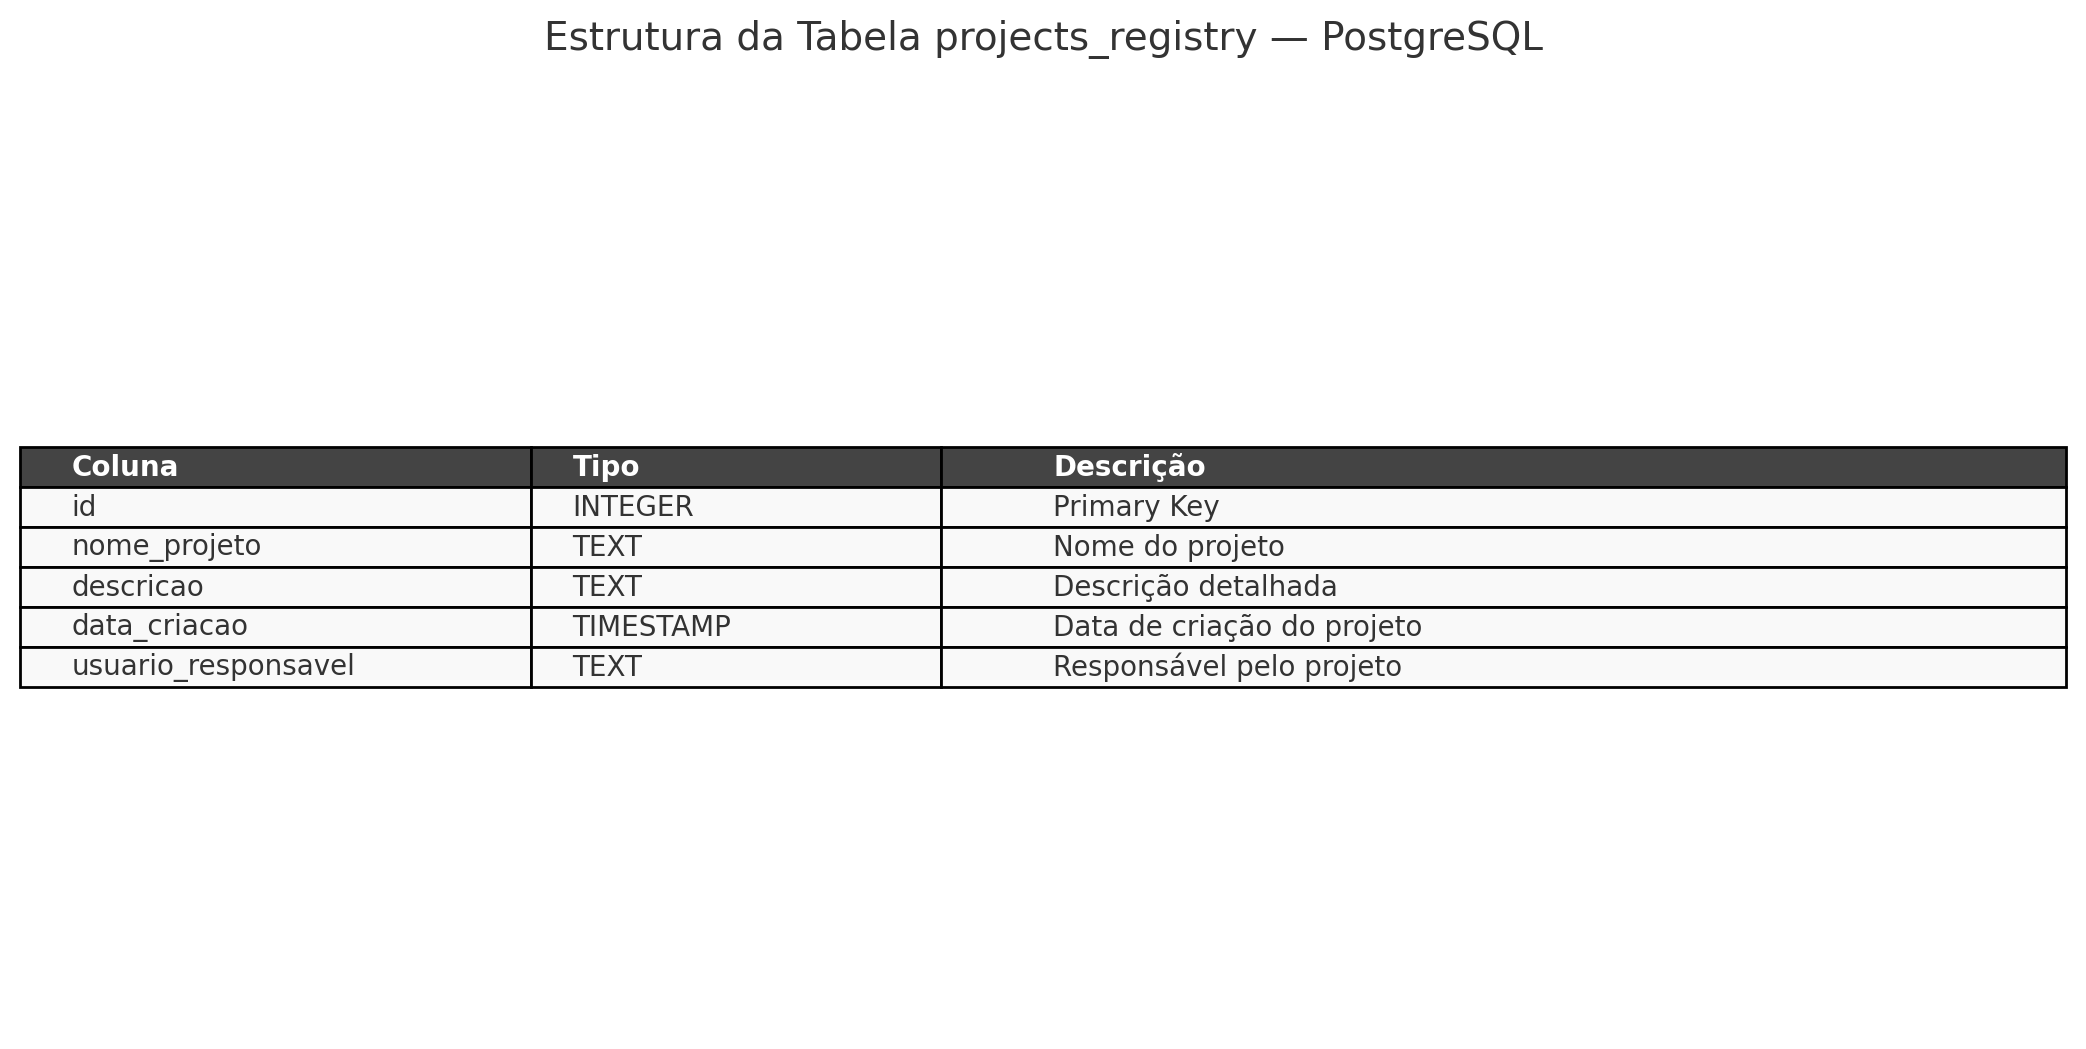 Estrutura da Tabela projects_registry — PostgreSQL
Coluna Tipo Descrição
id INTEGER Primary Key
nome_projeto TEXT Nome do projeto
descricao TEXT Descrição detalhada
data_criacao TIMESTAMP Data de criação do projeto
usuario_responsavel TEXT Responsável pelo projeto